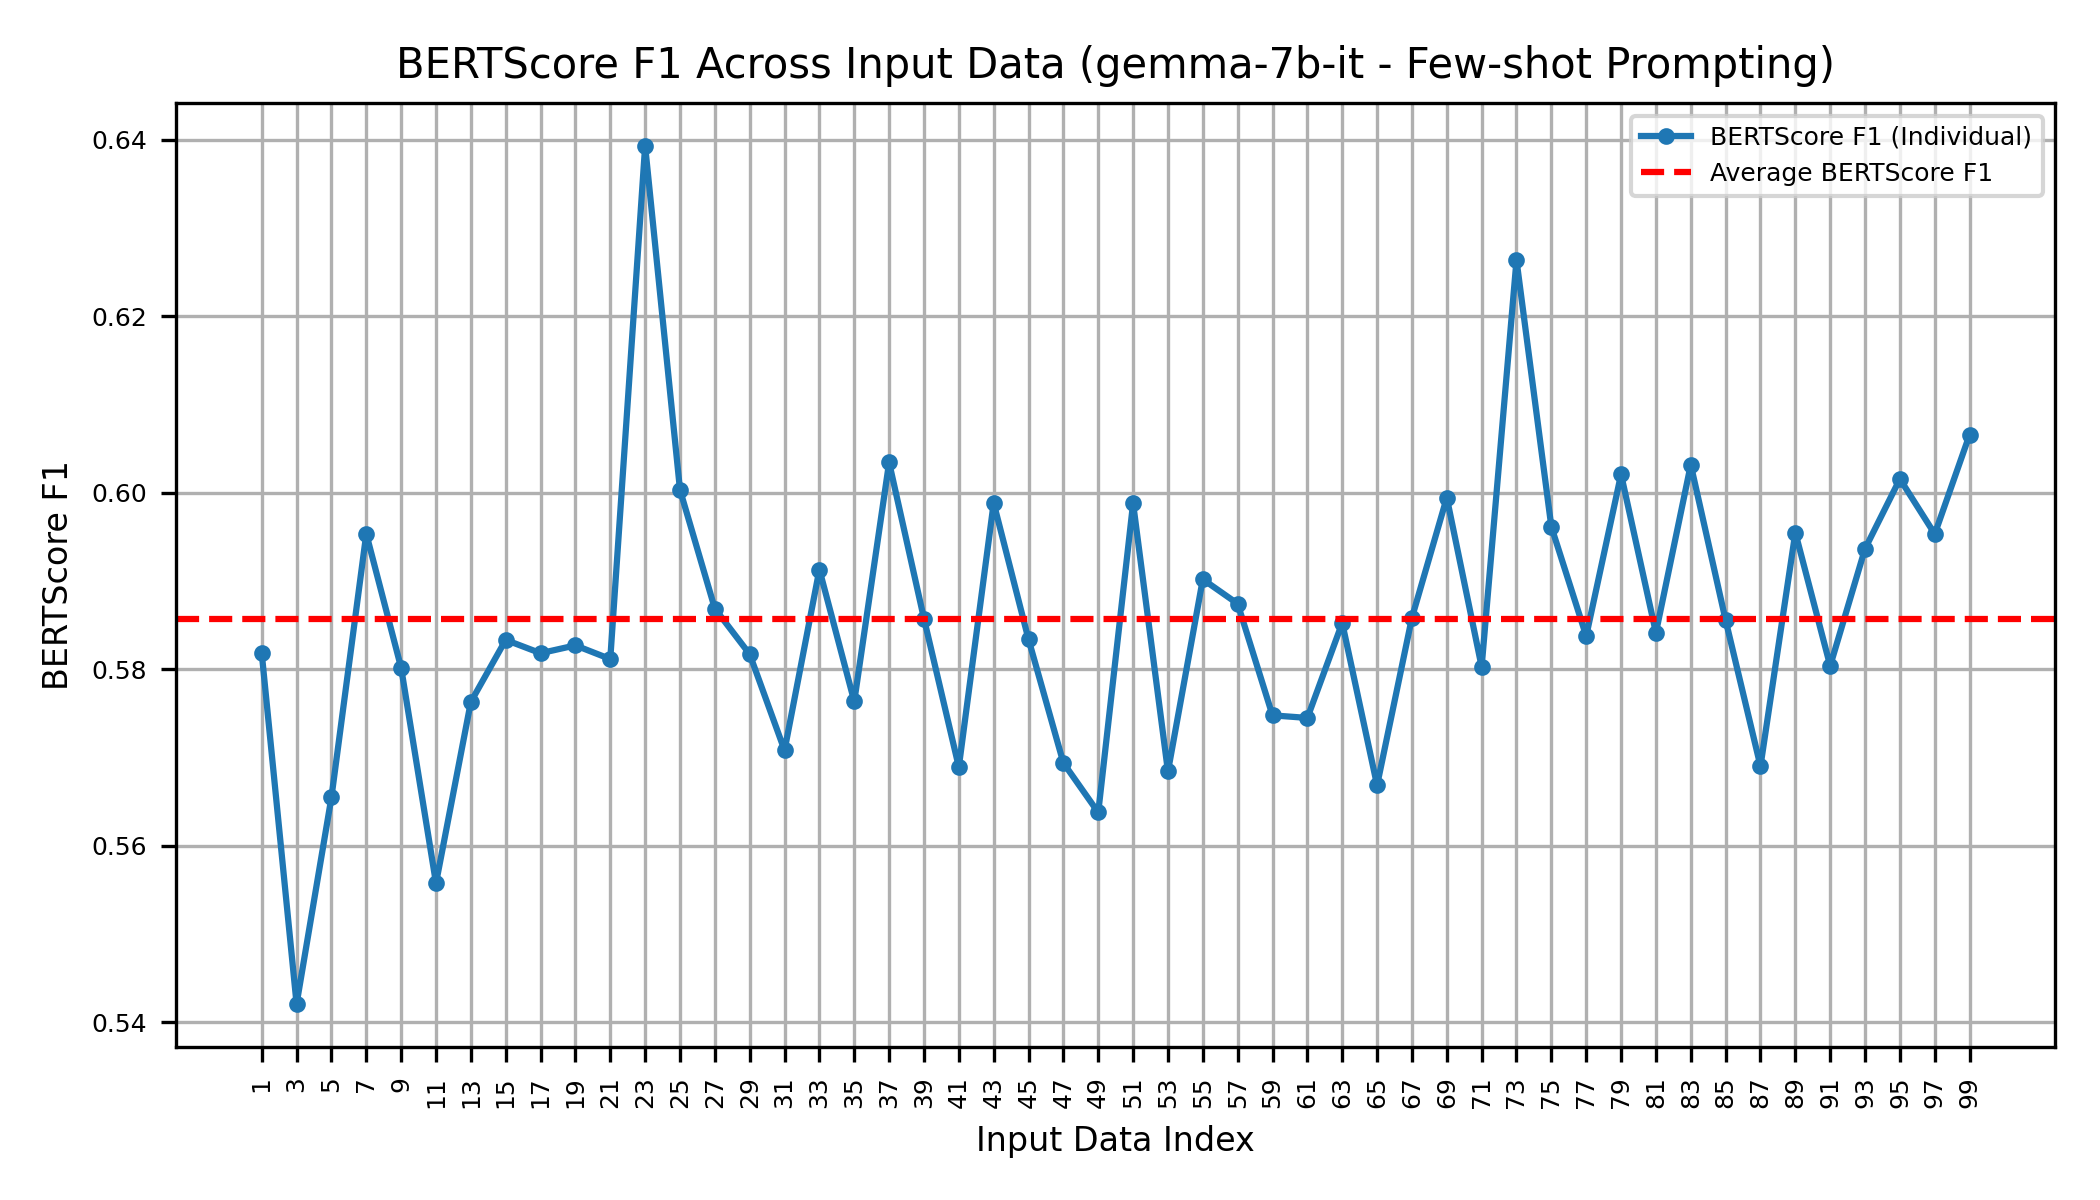 BERTScore F1 Across Input Data (gemma-7b-it - Few-shot Prompting)
BERTScore F1 (Individual)
Average BERTScore F1
BERTScore F1
0.64
0.62
0.60
0.58
0.56
0.54
1 3 5 7 9 11 13 15 17 19 21 23 25 27 29 31 33 35 37 39 41 43 45 47 49 51 53 55 57 59 61 63 65 67 69 71 73 75 77 79 81 83 85 87 89 91 93 95 97 99
Input Data Index